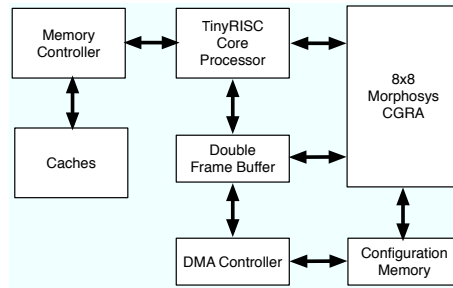 Memory
Controller
TinyRISC
Core
Processor
8x8
Morphosys
CGRA
Caches
Double
Frame Buffer
DMA Controller
Configuration
Memory